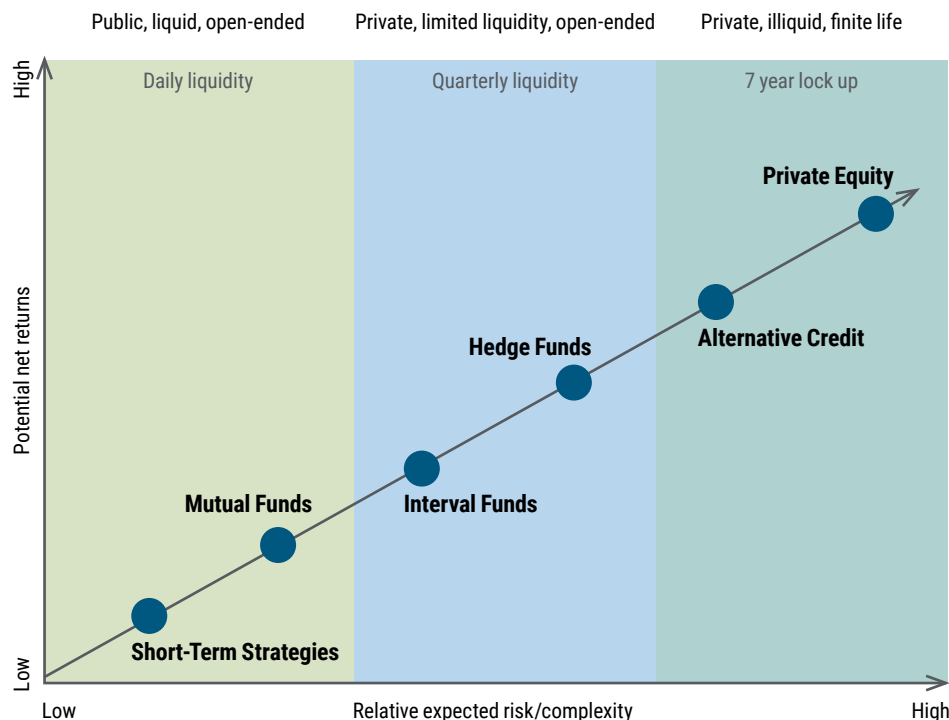 Public, liquid, open-ended
Private, limited liquidity, open-ended
Private, illiquid, finite life
High
Daily liquidity
Quarterly liquidity
7 year lock up
Private Equity
Potential net returns
Alternative Credit
Hedge Funds
Mutual Funds
Interval Funds
Short-Term Strategies
Low
Low
Relative expected risk/complexity
High